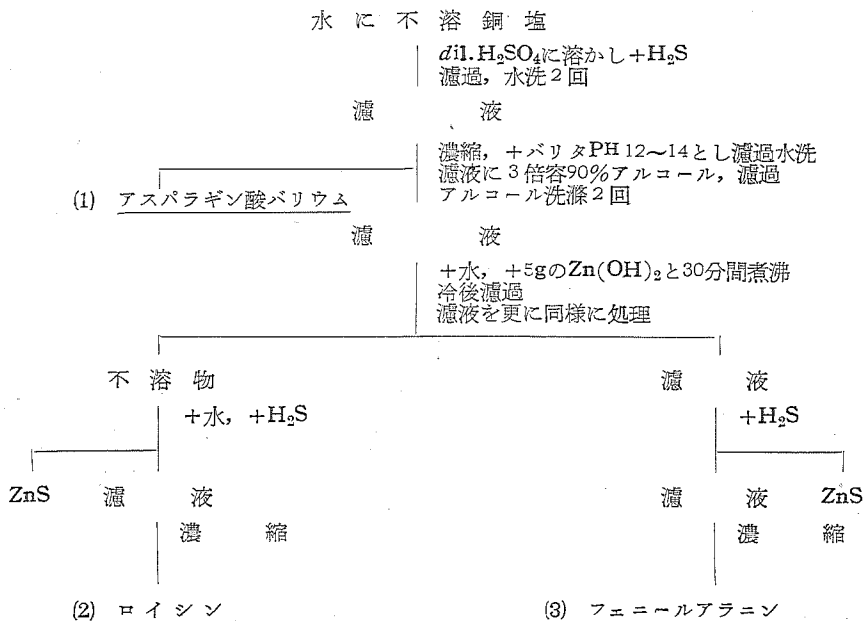 水に不溶銅塩
dil.H₂SO₄に溶かし+H₂S
濾過,水洗2回
濾液
濃縮,+バリタPH12~14とし濾過水洗
濾液に3倍容90%アルコール,濾過
アルコール洗滌2回
(1) アスパラギン酸バリウム
濾液
+水,+5gのZn(OH)₂と30分間煮沸
冷後濾過
濾液を更に同様に処理
不溶物 濾液
+水,+H₂S +H₂S
ZnS 濾液 濾液 ZnS
濃縮 濃縮
(2) ロイシン (3) フェニールアラニン